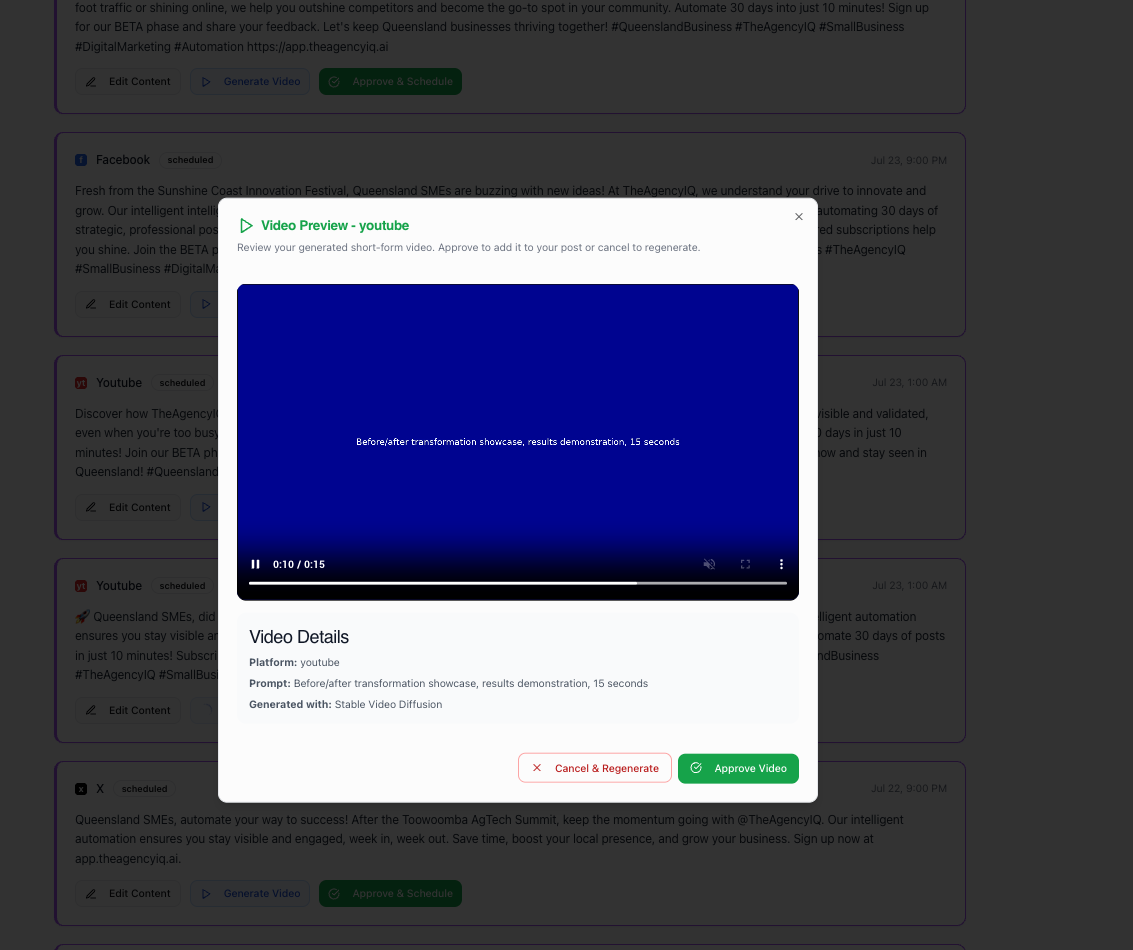 foot traffic or shining online, we help you outshine competitors and become the go-to spot in your community. Automate 30 days into just 10 minutes! Sign up
for our BETA phase and share your feedback. Let's keep Queensland businesses thriving together! #QueenslandBusiness #TheAgencyIQ #SmallBusiness
#DigitalMarketing #Automation https://app.theagencyiq.ai
Edit Content Generate Video Approve & Schedule
f Facebook scheduled Jul 23, 9:00 PM
Fresh from the Sunshine Coast Innovation Festival, Queensland SMEs are buzzing with new ideas! At TheAgencyIQ, we understand your drive to innovate and
grow. Our intelligent intelli automating 30 days of
strategic, professional pos red subscriptions help
you shine. Join the BETA p s #TheAgencyIQ
#SmallBusiness #DigitalMa
Edit Content
yt Youtube scheduled Jul 23, 1:00 AM
Discover how TheAgencyI visible and validated,
even when you're too busy 0 days in just 10
minutes! Join our BETA ph now and stay seen in
Queensland! #Queensland
Edit Content
yt Youtube scheduled Jul 23, 1:00 AM
🚀 Queensland SMEs, did lligent automation
ensures you stay visible ar omate 30 days of posts
in just 10 minutes! Subscri ndBusiness
#TheAgencyIQ #SmallBusi
Edit Content
X X scheduled Jul 22, 9:00 PM
Queensland SMEs, automate your way to success! After the Toowoomba AgTech Summit, keep the momentum going with @TheAgencyIQ. Our intelligent
automation ensures you stay visible and engaged, week in, week out. Save time, boost your local presence, and grow your business. Sign up now at
app.theagencyiq.ai.
Edit Content Generate Video Approve & Schedule
Video Preview - youtube
Review your generated short-form video. Approve to add it to your post or cancel to regenerate.
Before/after transformation showcase, results demonstration, 15 seconds
0:10 / 0:15
Video Details
Platform: youtube
Prompt: Before/after transformation showcase, results demonstration, 15 seconds
Generated with: Stable Video Diffusion
Cancel & Regenerate Approve Video